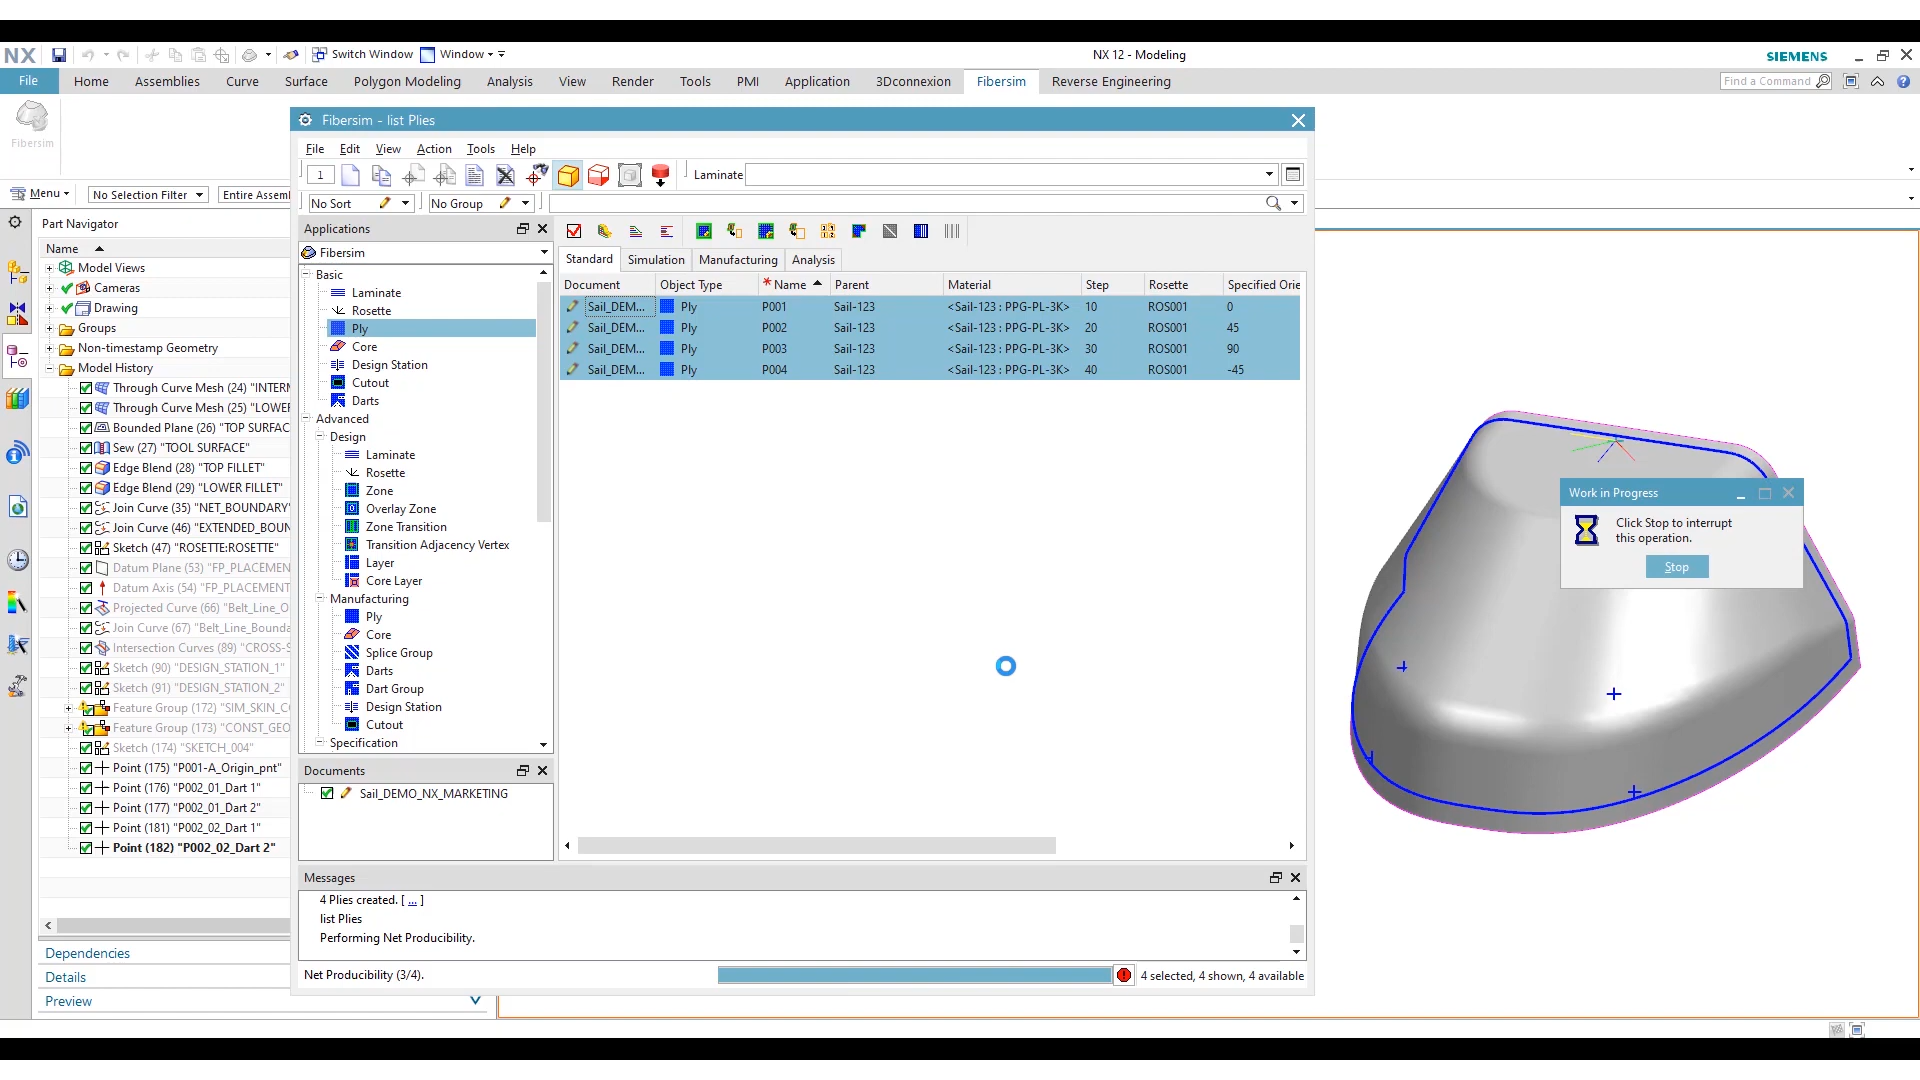 NX Switch Window Window NX 12 - Modeling SIEMENS
File Home Assemblies Curve Surface Polygon Modeling Analysis View Render Tools PMI Application 3Dconnexion Fibersim Reverse Engineering Find a Command
Fibersim
Menu No Selection Filter Entire Assem
Part Navigator
Name
Model Views
Cameras
Drawing
Groups
Non-timestamp Geometry
Model History
Through Curve Mesh (24) "INTERN
Through Curve Mesh (25) "LOWER
Bounded Plane (26) "TOP SURFAC
Sew (27) "TOOL SURFACE"
Edge Blend (28) "TOP FILLET"
Edge Blend (29) "LOWER FILLET"
Join Curve (35) "NET_BOUNDARY"
Join Curve (46) "EXTENDED_BOUN
Sketch (47) "ROSETTE:ROSETTE"
Datum Plane (53) "FP_PLACEMEN
Datum Axis (54) "FP_PLACEMENT
Projected Curve (66) "Belt_Line_O
Join Curve (67) "Belt_Line_Bounda
Intersection Curves (89) "CROSS-S
Sketch (90) "DESIGN_STATION_1"
Sketch (91) "DESIGN_STATION_2"
Feature Group (172) "SIM_SKIN_C
Feature Group (173) "CONST_GEO
Sketch (174) "SKETCH_004"
Point (175) "P001-A_Origin_pnt"
Point (176) "P002_01_Dart 1"
Point (177) "P002_01_Dart 2"
Point (181) "P002_02_Dart 1"
Point (182) "P002_02_Dart 2"
Dependencies
Details
Preview
Fibersim - list Plies
File Edit View Action Tools Help
1 Laminate
No Sort No Group
Applications
Fibersim
Basic
Laminate
Rosette
Ply
Core
Design Station
Cutout
Darts
Advanced
Design
Laminate
Rosette
Zone
Overlay Zone
Zone Transition
Transition Adjacency Vertex
Layer
Core Layer
Manufacturing
Ply
Core
Splice Group
Darts
Dart Group
Design Station
Cutout
Specification
Documents
Sail_DEMO_NX_MARKETING
Standard Simulation Manufacturing Analysis
Document Object Type * Name Parent Material Step Rosette Specified Orie
Sail_DEM... Ply P001 Sail-123 <Sail-123 : PPG-PL-3K> 10 ROS001 0
Sail_DEM... Ply P002 Sail-123 <Sail-123 : PPG-PL-3K> 20 ROS001 45
Sail_DEM... Ply P003 Sail-123 <Sail-123 : PPG-PL-3K> 30 ROS001 90
Sail_DEM... Ply P004 Sail-123 <Sail-123 : PPG-PL-3K> 40 ROS001 -45
Messages
4 Plies created. [ ... ]
list Plies
Performing Net Producibility.
Net Producibility (3/4). 4 selected, 4 shown, 4 available
Work in Progress
Click Stop to interrupt
this operation.
Stop